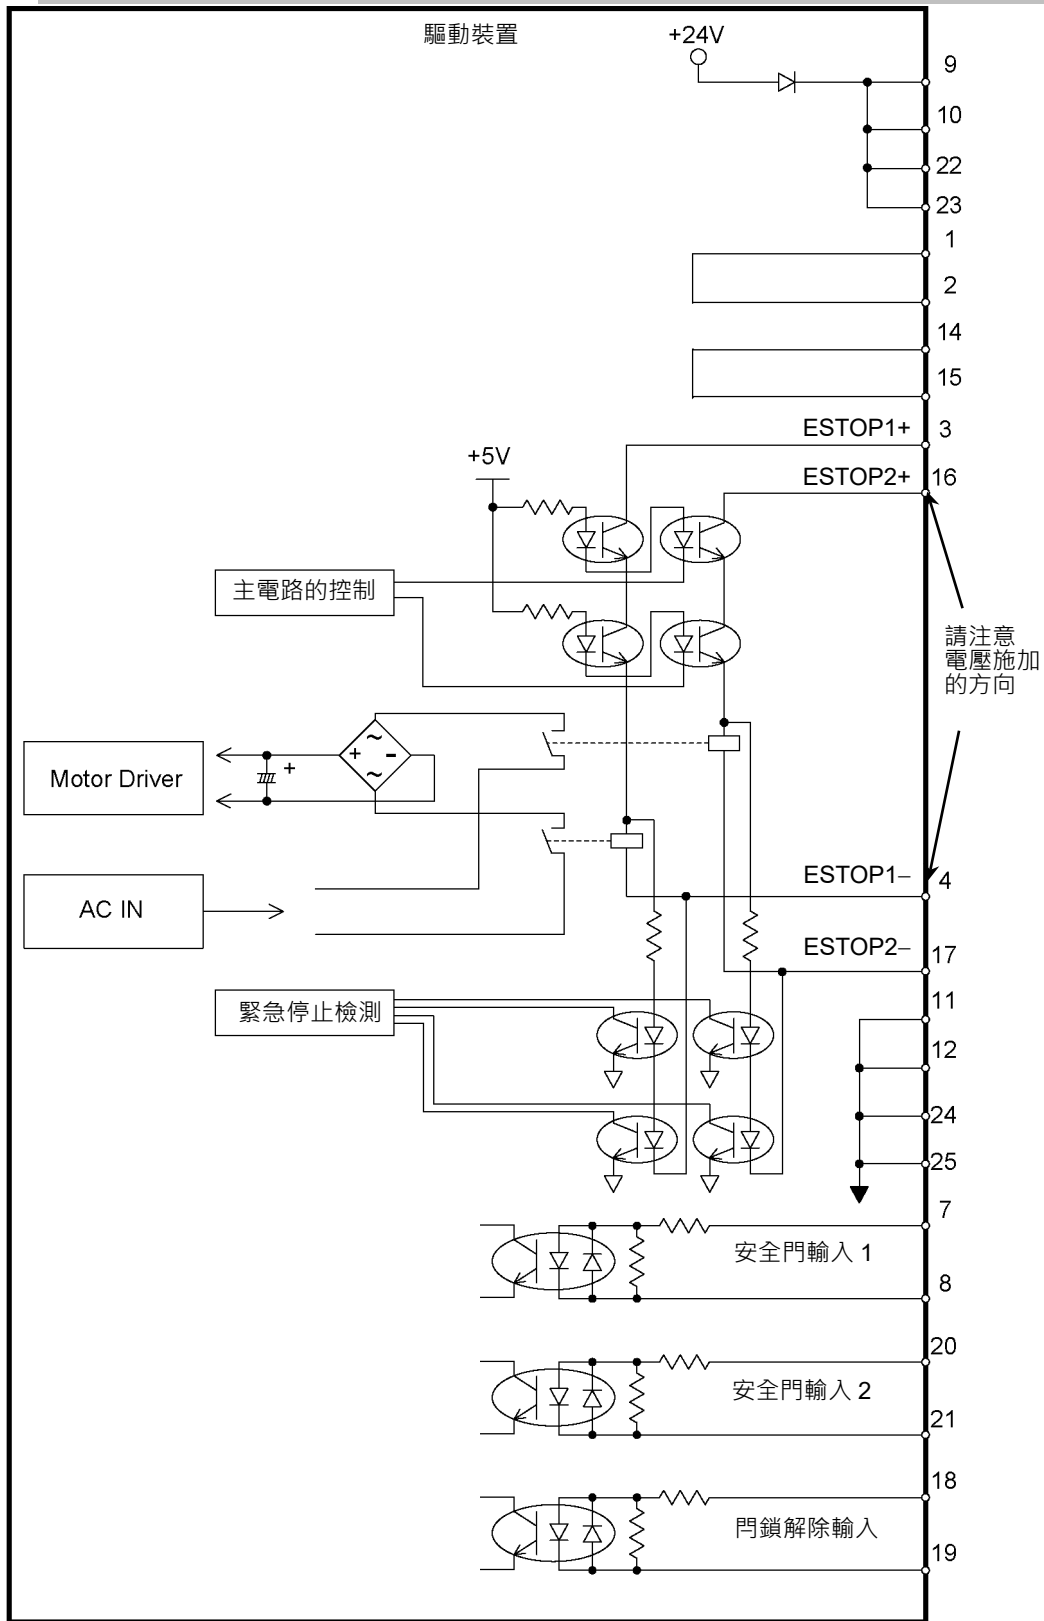 驅動裝置
+24V
9
10
22
23
1
2
14
15
ESTOP1+ 3
+5V
ESTOP2+ 16
主電路的控制
請注意
電壓施加
的方向
Motor Driver
+ ~ - ~
+
ESTOP1– 4
AC IN
ESTOP2– 17
緊急停止檢測
11
12
24
25
7
安全門輸入 1
8
20
安全門輸入 2
21
18
閂鎖解除輸入
19